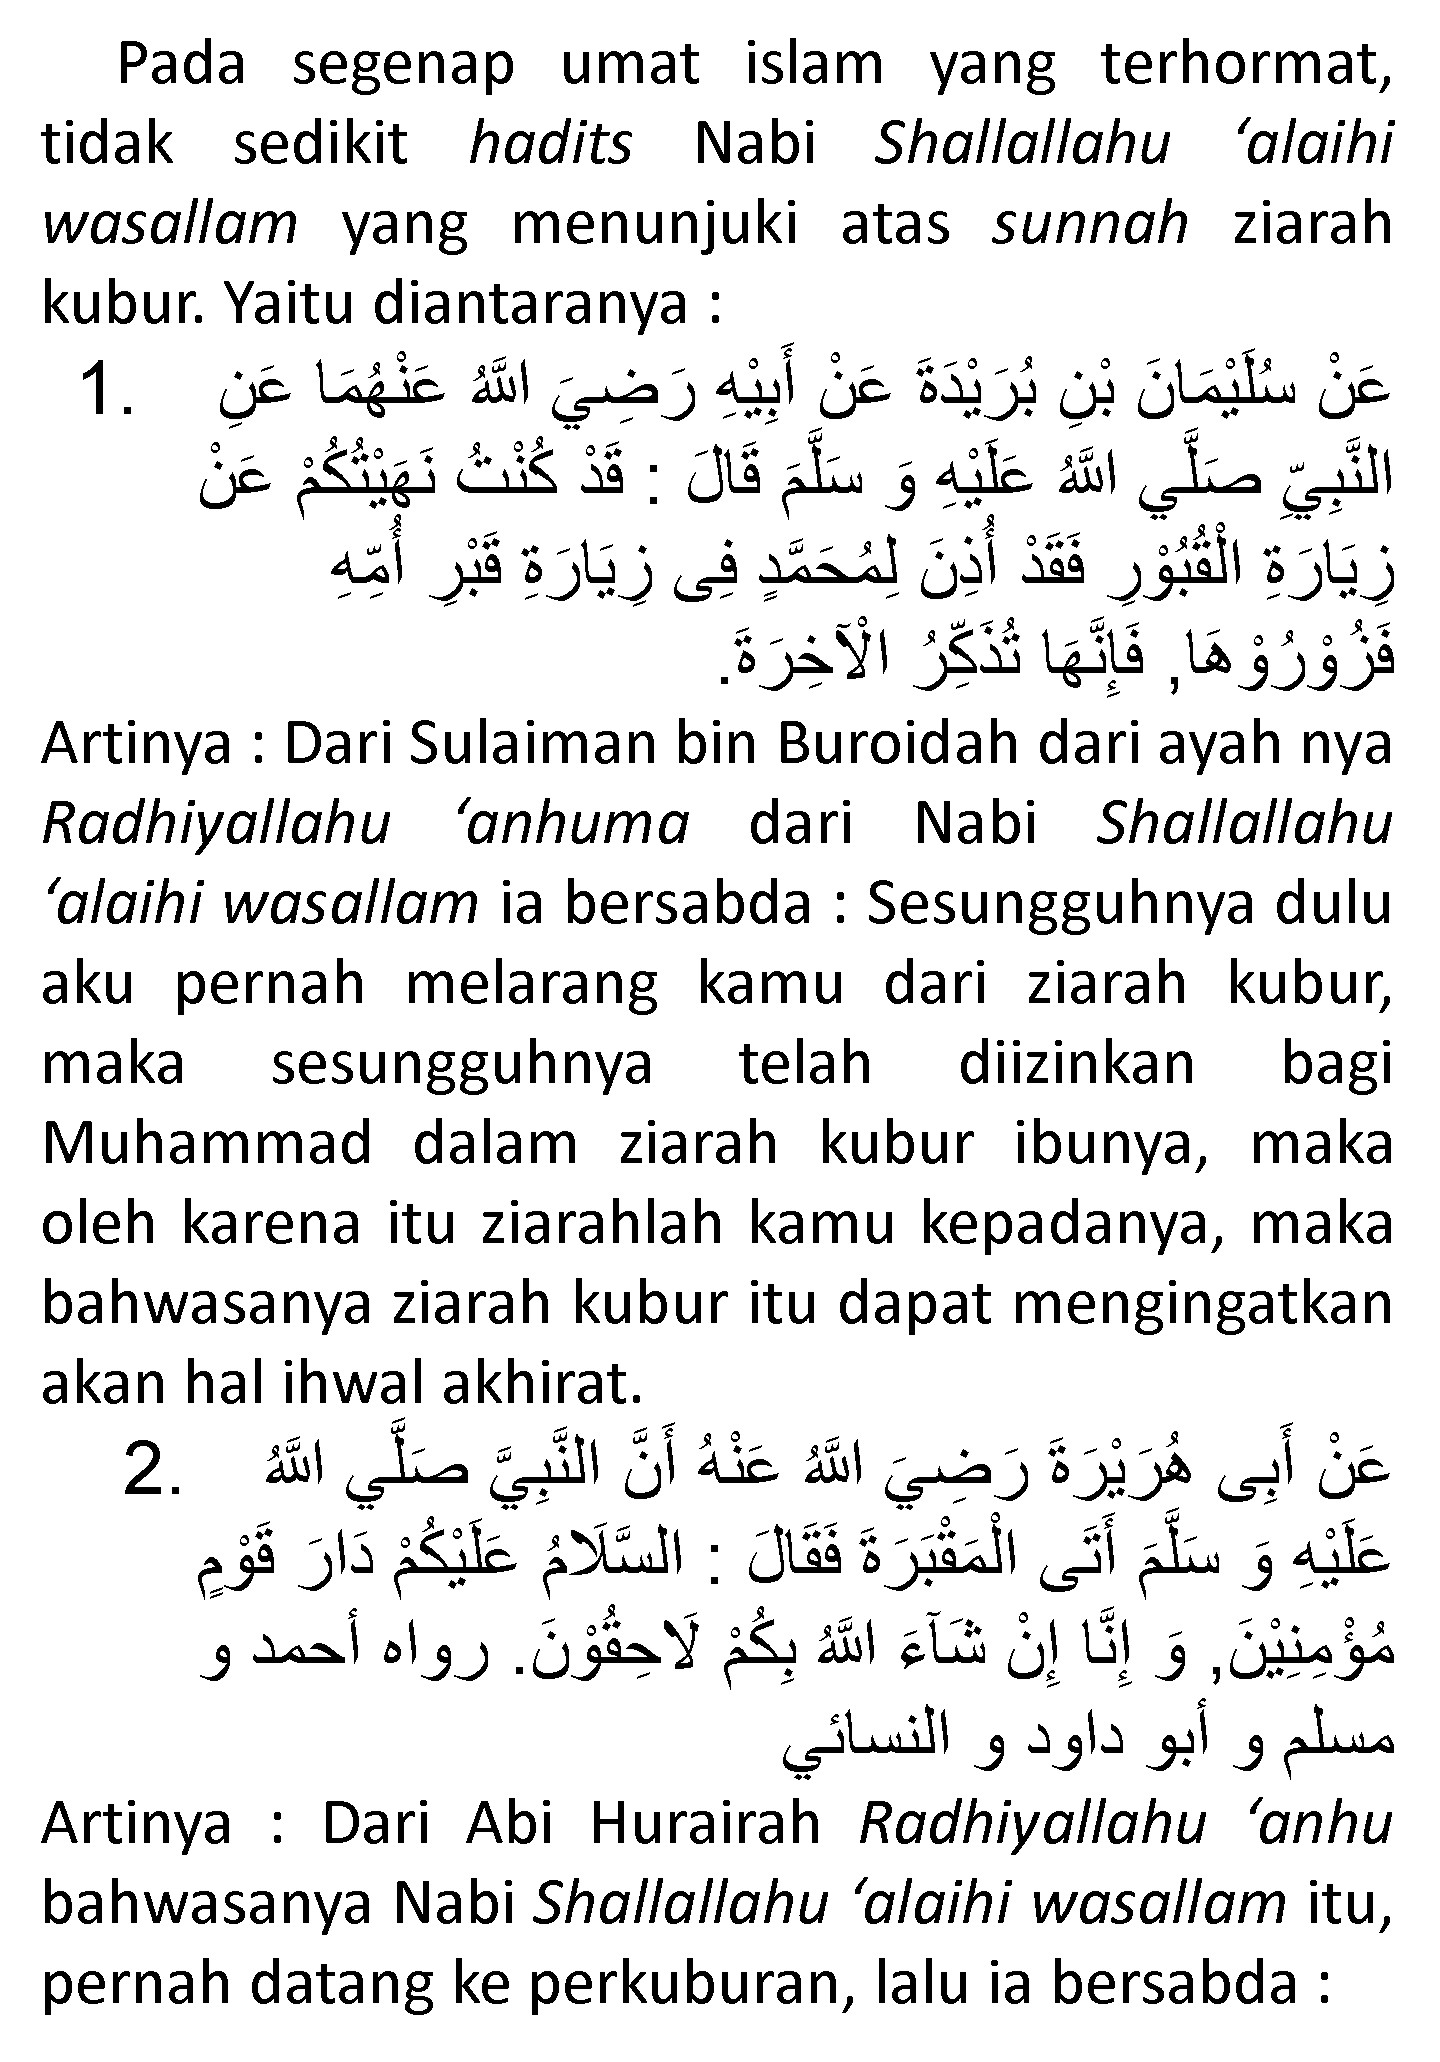 Pada segenap umat islam yang terhormat,
tidak sedikit hadits Nabi Shallallahu ‘alaihi
wasallam yang menunjuki atas sunnah ziarah
kubur. Yaitu diantaranya :
1. عَنْ سُلَيْمَانَ بْنِ بُرَيْدَةَ عَنْ أَبِيْهِ رَضِيَ اللَّهُ عَنْهُمَا عَنِ
النَّبِيِّ صَلَّي اللَّهُ عَلَيْهِ وَ سَلَّمَ قَالَ : قَدْ كُنْتُ نَهَيْتُكُمْ عَنْ
زِيَارَةِ الْقُبُوْرِ فَقَدْ أُذِنَ لِمُحَمَّدٍ فِى زِيَارَةِ قَبْرِ أُمِّهِ
فَزُوْرُوْهَا, فَإِنَّهَا تُذَكِّرُ الْآخِرَةَ.
Artinya : Dari Sulaiman bin Buroidah dari ayah nya
Radhiyallahu ‘anhuma dari Nabi Shallallahu
‘alaihi wasallam ia bersabda : Sesungguhnya dulu
aku pernah melarang kamu dari ziarah kubur,
maka sesungguhnya telah diizinkan bagi
Muhammad dalam ziarah kubur ibunya, maka
oleh karena itu ziarahlah kamu kepadanya, maka
bahwasanya ziarah kubur itu dapat mengingatkan
akan hal ihwal akhirat.
2. عَنْ أَبِى هُرَيْرَةَ رَضِيَ اللَّهُ عَنْهُ أَنَّ النَّبِيَّ صَلَّي اللَّهُ
عَلَيْهِ وَ سَلَّمَ أَتَى الْمَقْبَرَةَ فَقَالَ : السَّلَامُ عَلَيْكُمْ دَارَ قَوْمٍ
مُؤْمِنِيْنَ, وَ إِنَّا إِنْ شَآءَ اللَّهُ بِكُمْ لَاحِقُوْنَ. رواه أحمد و
مسلم و أبو داود و النسائي
Artinya : Dari Abi Hurairah Radhiyallahu ‘anhu
bahwasanya Nabi Shallallahu ‘alaihi wasallam itu,
pernah datang ke perkuburan, lalu ia bersabda :